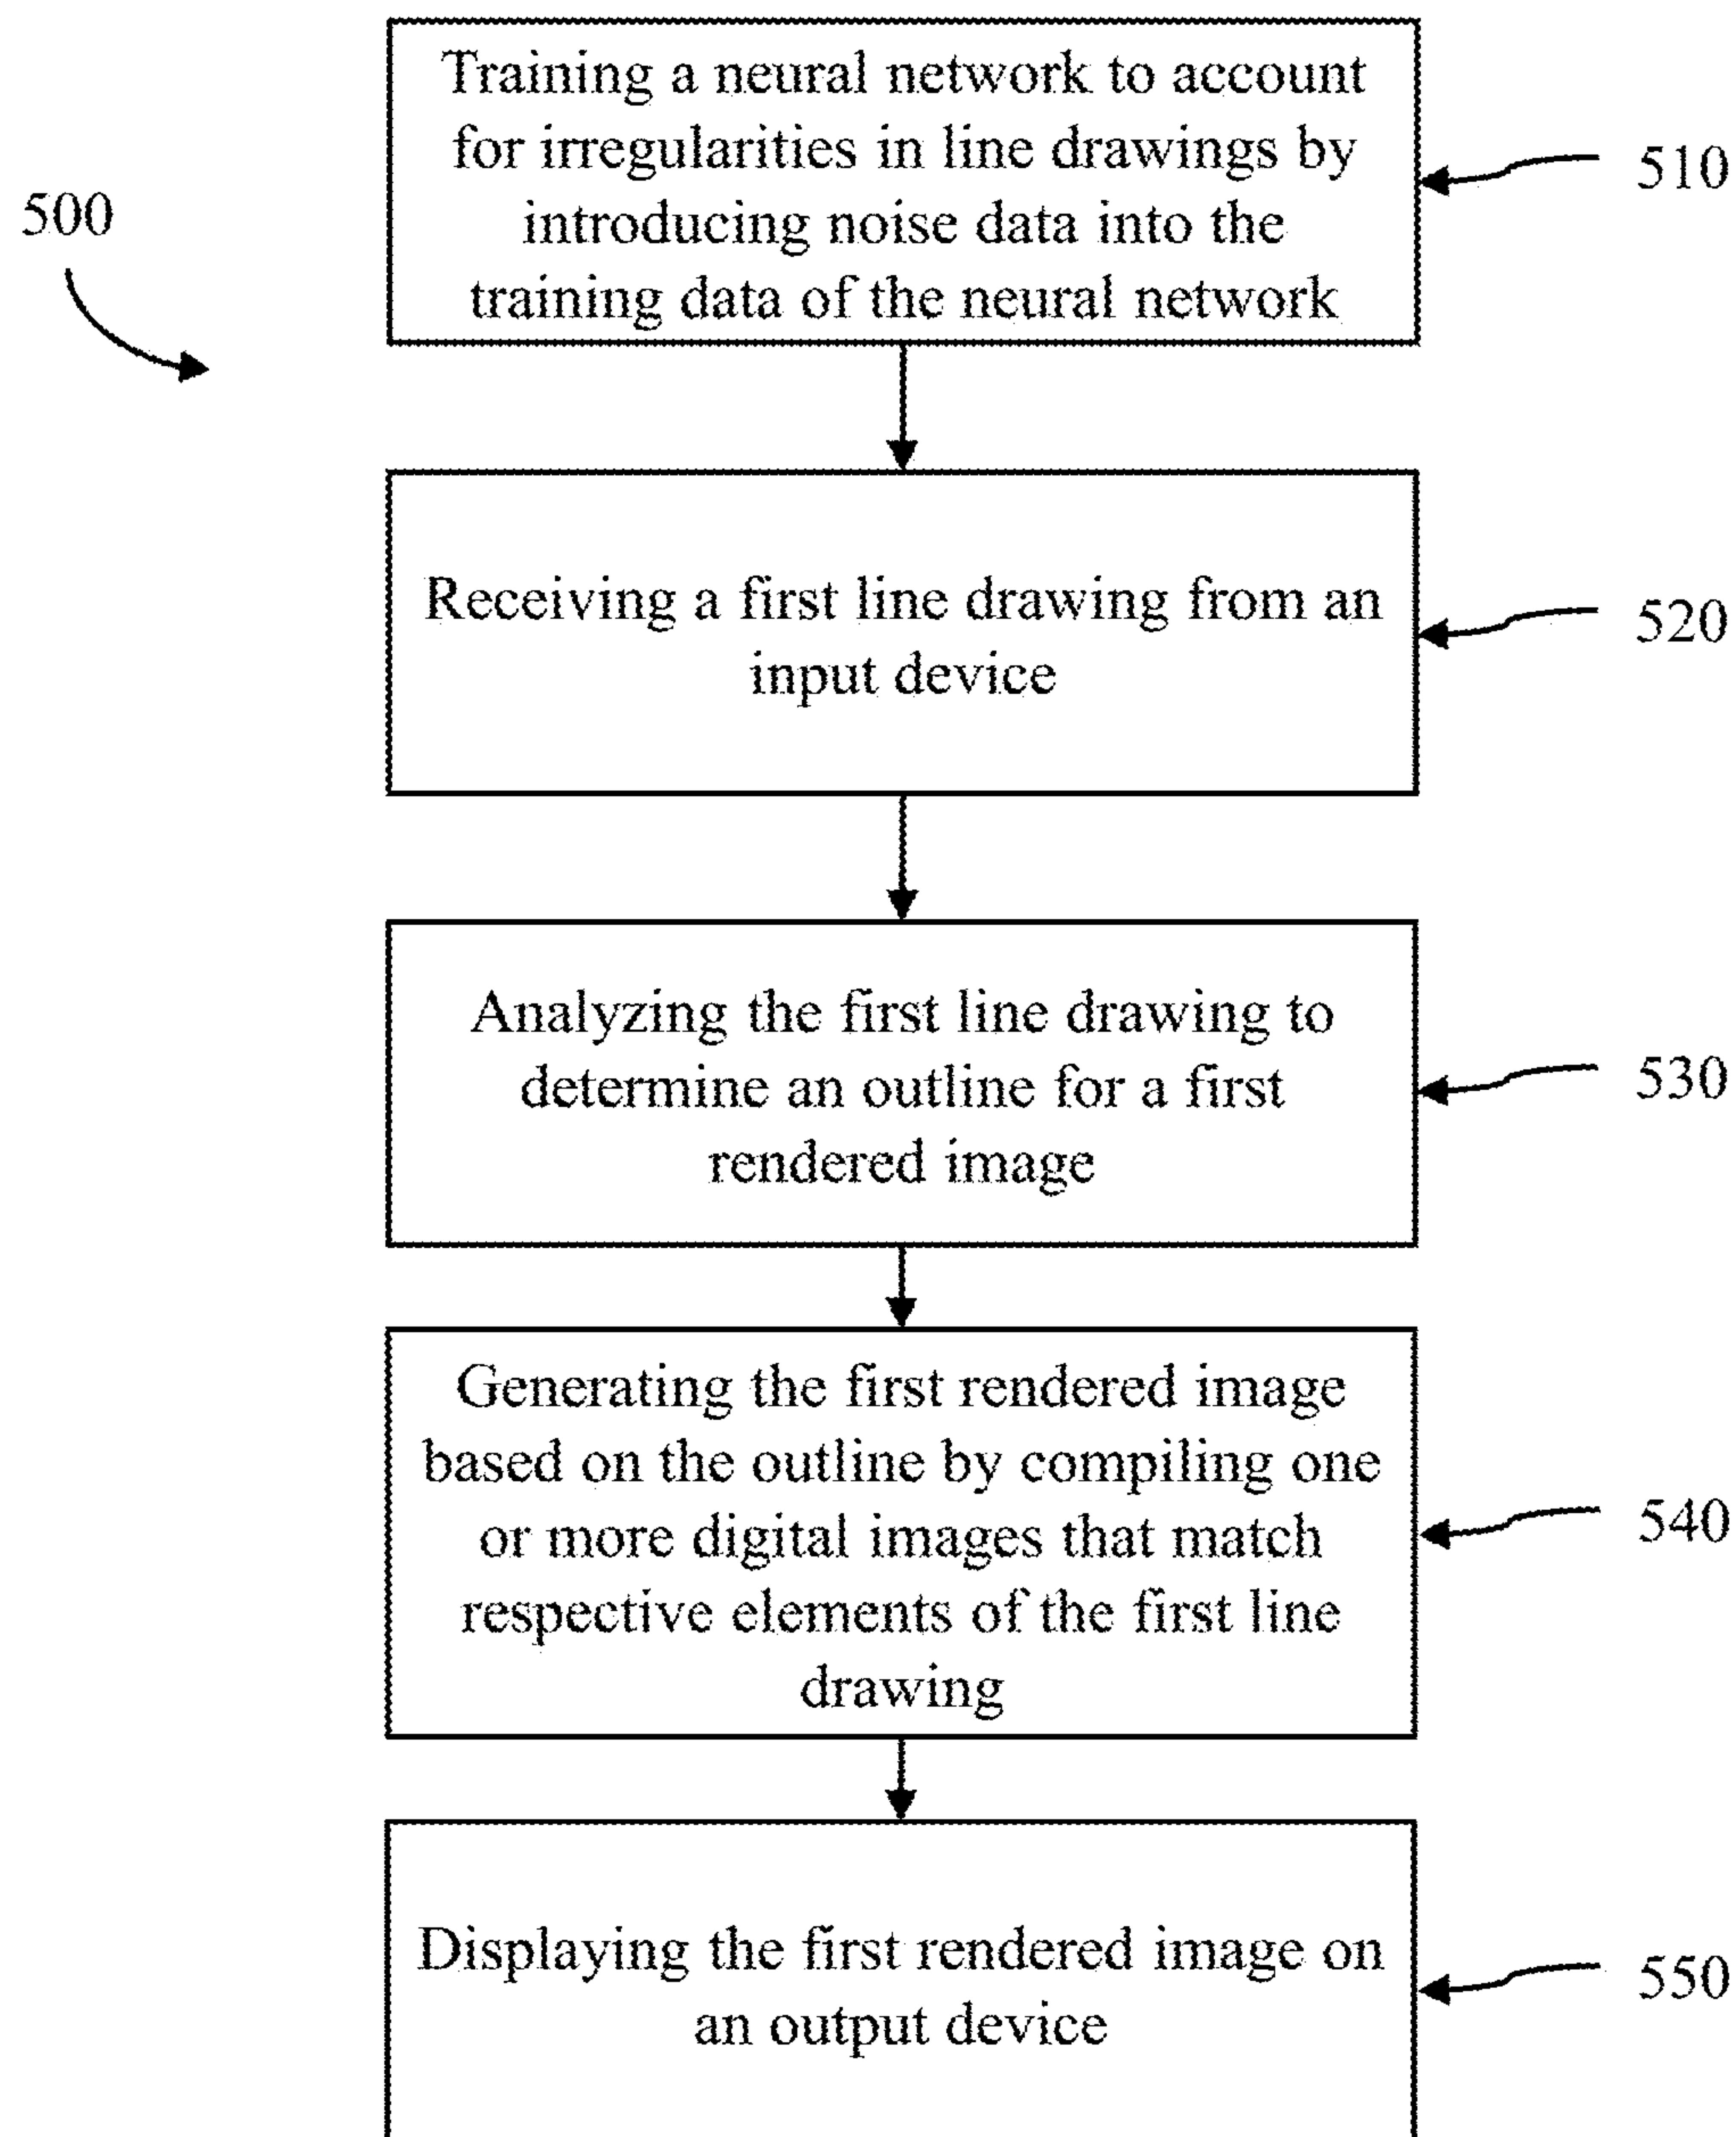 Training a neural network to account
for irregularities in line drawings by
introducing noise data into the
training data of the neural network
510
500
Receiving a first line drawing from an
input device
520
Analyzing the first line drawing to
determine an outline for a first
rendered image
530
Generating the first rendered image
based on the outline by compiling one
or more digital images that match
respective elements of the first line
drawing
540
Displaying the first rendered image on
an output device
550